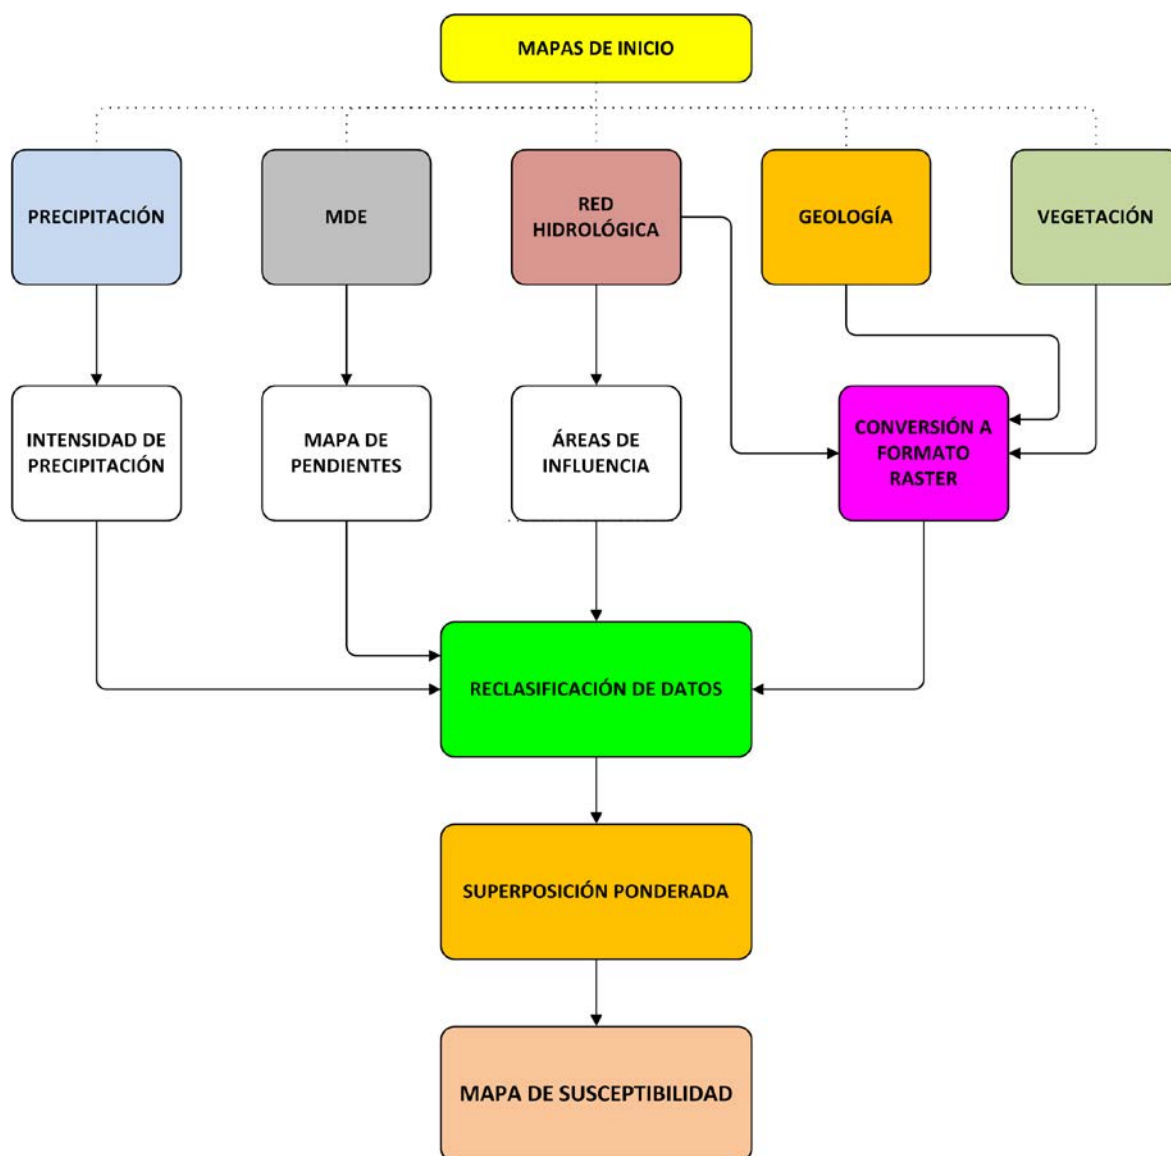 MAPAS DE INICIO
PRECIPITACIÓN
MDE
RED
HIDROLÓGICA
GEOLOGÍA
VEGETACIÓN
INTENSIDAD DE
PRECIPITACIÓN
MAPA DE
PENDIENTES
ÁREAS DE
INFLUENCIA
CONVERSIÓN A
FORMATO
RASTER
RECLASIFICACIÓN DE DATOS
SUPERPOSICIÓN PONDERADA
MAPA DE SUSCEPTIBILIDAD